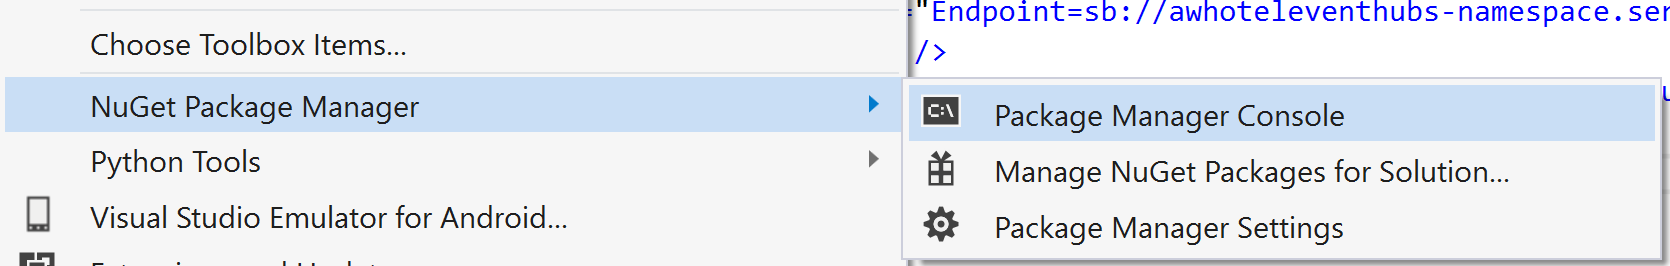 "Endpoint=sb://awhoteleventhubs-namespace.ser
/>
Choose Toolbox Items...
NuGet Package Manager
Python Tools
Visual Studio Emulator for Android...
C:\
Package Manager Console
Manage NuGet Packages for Solution...
Package Manager Settings